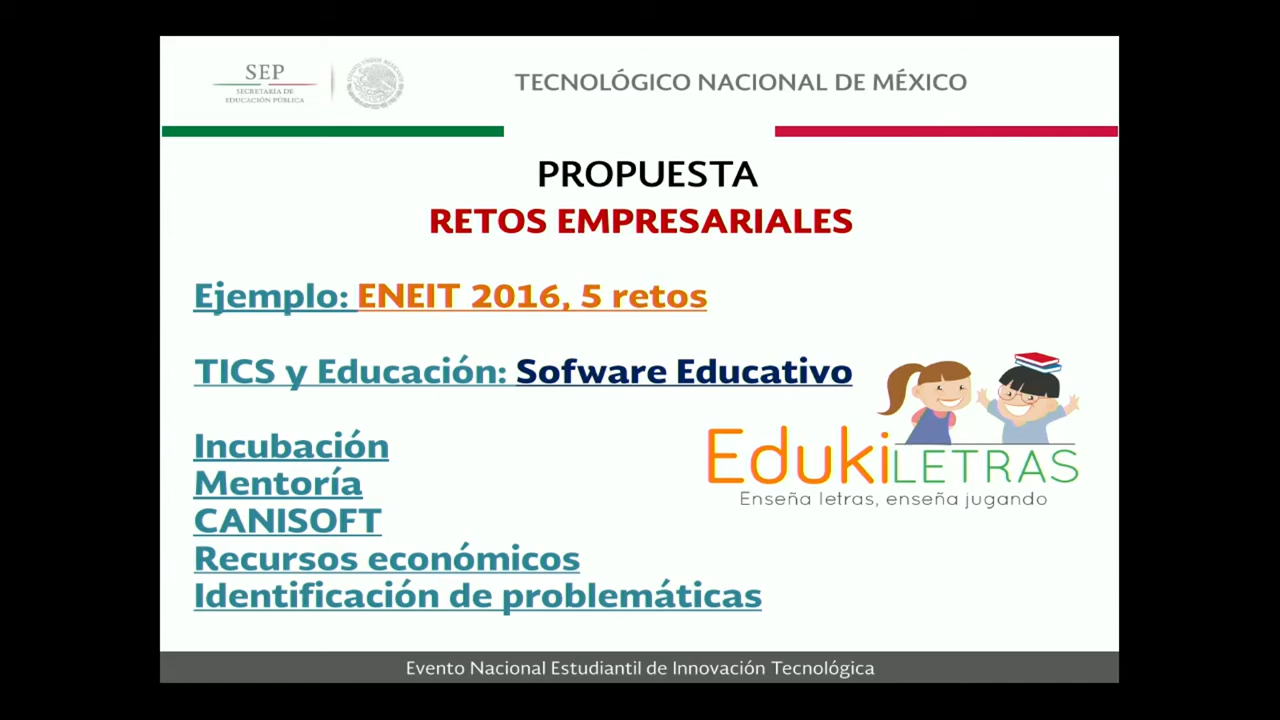 SEP
SECRETARÍA DE
EDUCACIÓN PÚBLICA
TECNOLÓGICO NACIONAL DE MÉXICO
PROPUESTA
RETOS EMPRESARIALES
Ejemplo: ENEIT 2016, 5 retos
TICS y Educación: Sofware Educativo
EdukiLETRAS
Enseña letras, enseña jugando
Incubación
Mentoría
CANISOFT
Recursos económicos
Identificación de problemáticas
Evento Nacional Estudiantil de Innovación Tecnológica